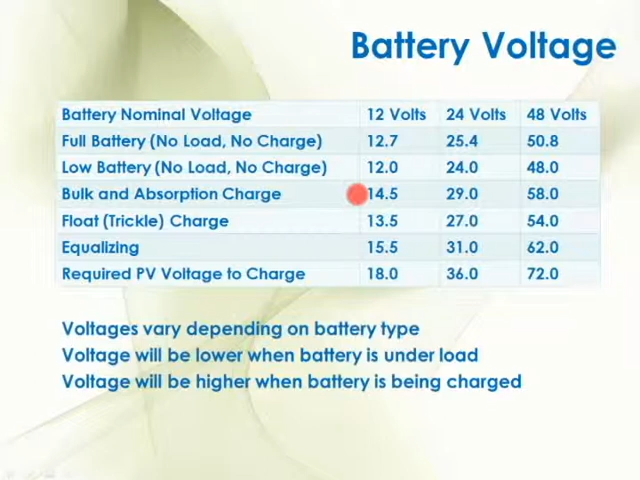 Battery Voltage
Battery Nominal Voltage 12 Volts 24 Volts 48 Volts
Full Battery (No Load, No Charge) 12.7 25.4 50.8
Low Battery (No Load, No Charge) 12.0 24.0 48.0
Bulk and Absorption Charge 14.5 29.0 58.0
Float (Trickle) Charge 13.5 27.0 54.0
Equalizing 15.5 31.0 62.0
Required PV Voltage to Charge 18.0 36.0 72.0
Voltages vary depending on battery type
Voltage will be lower when battery is under load
Voltage will be higher when battery is being charged